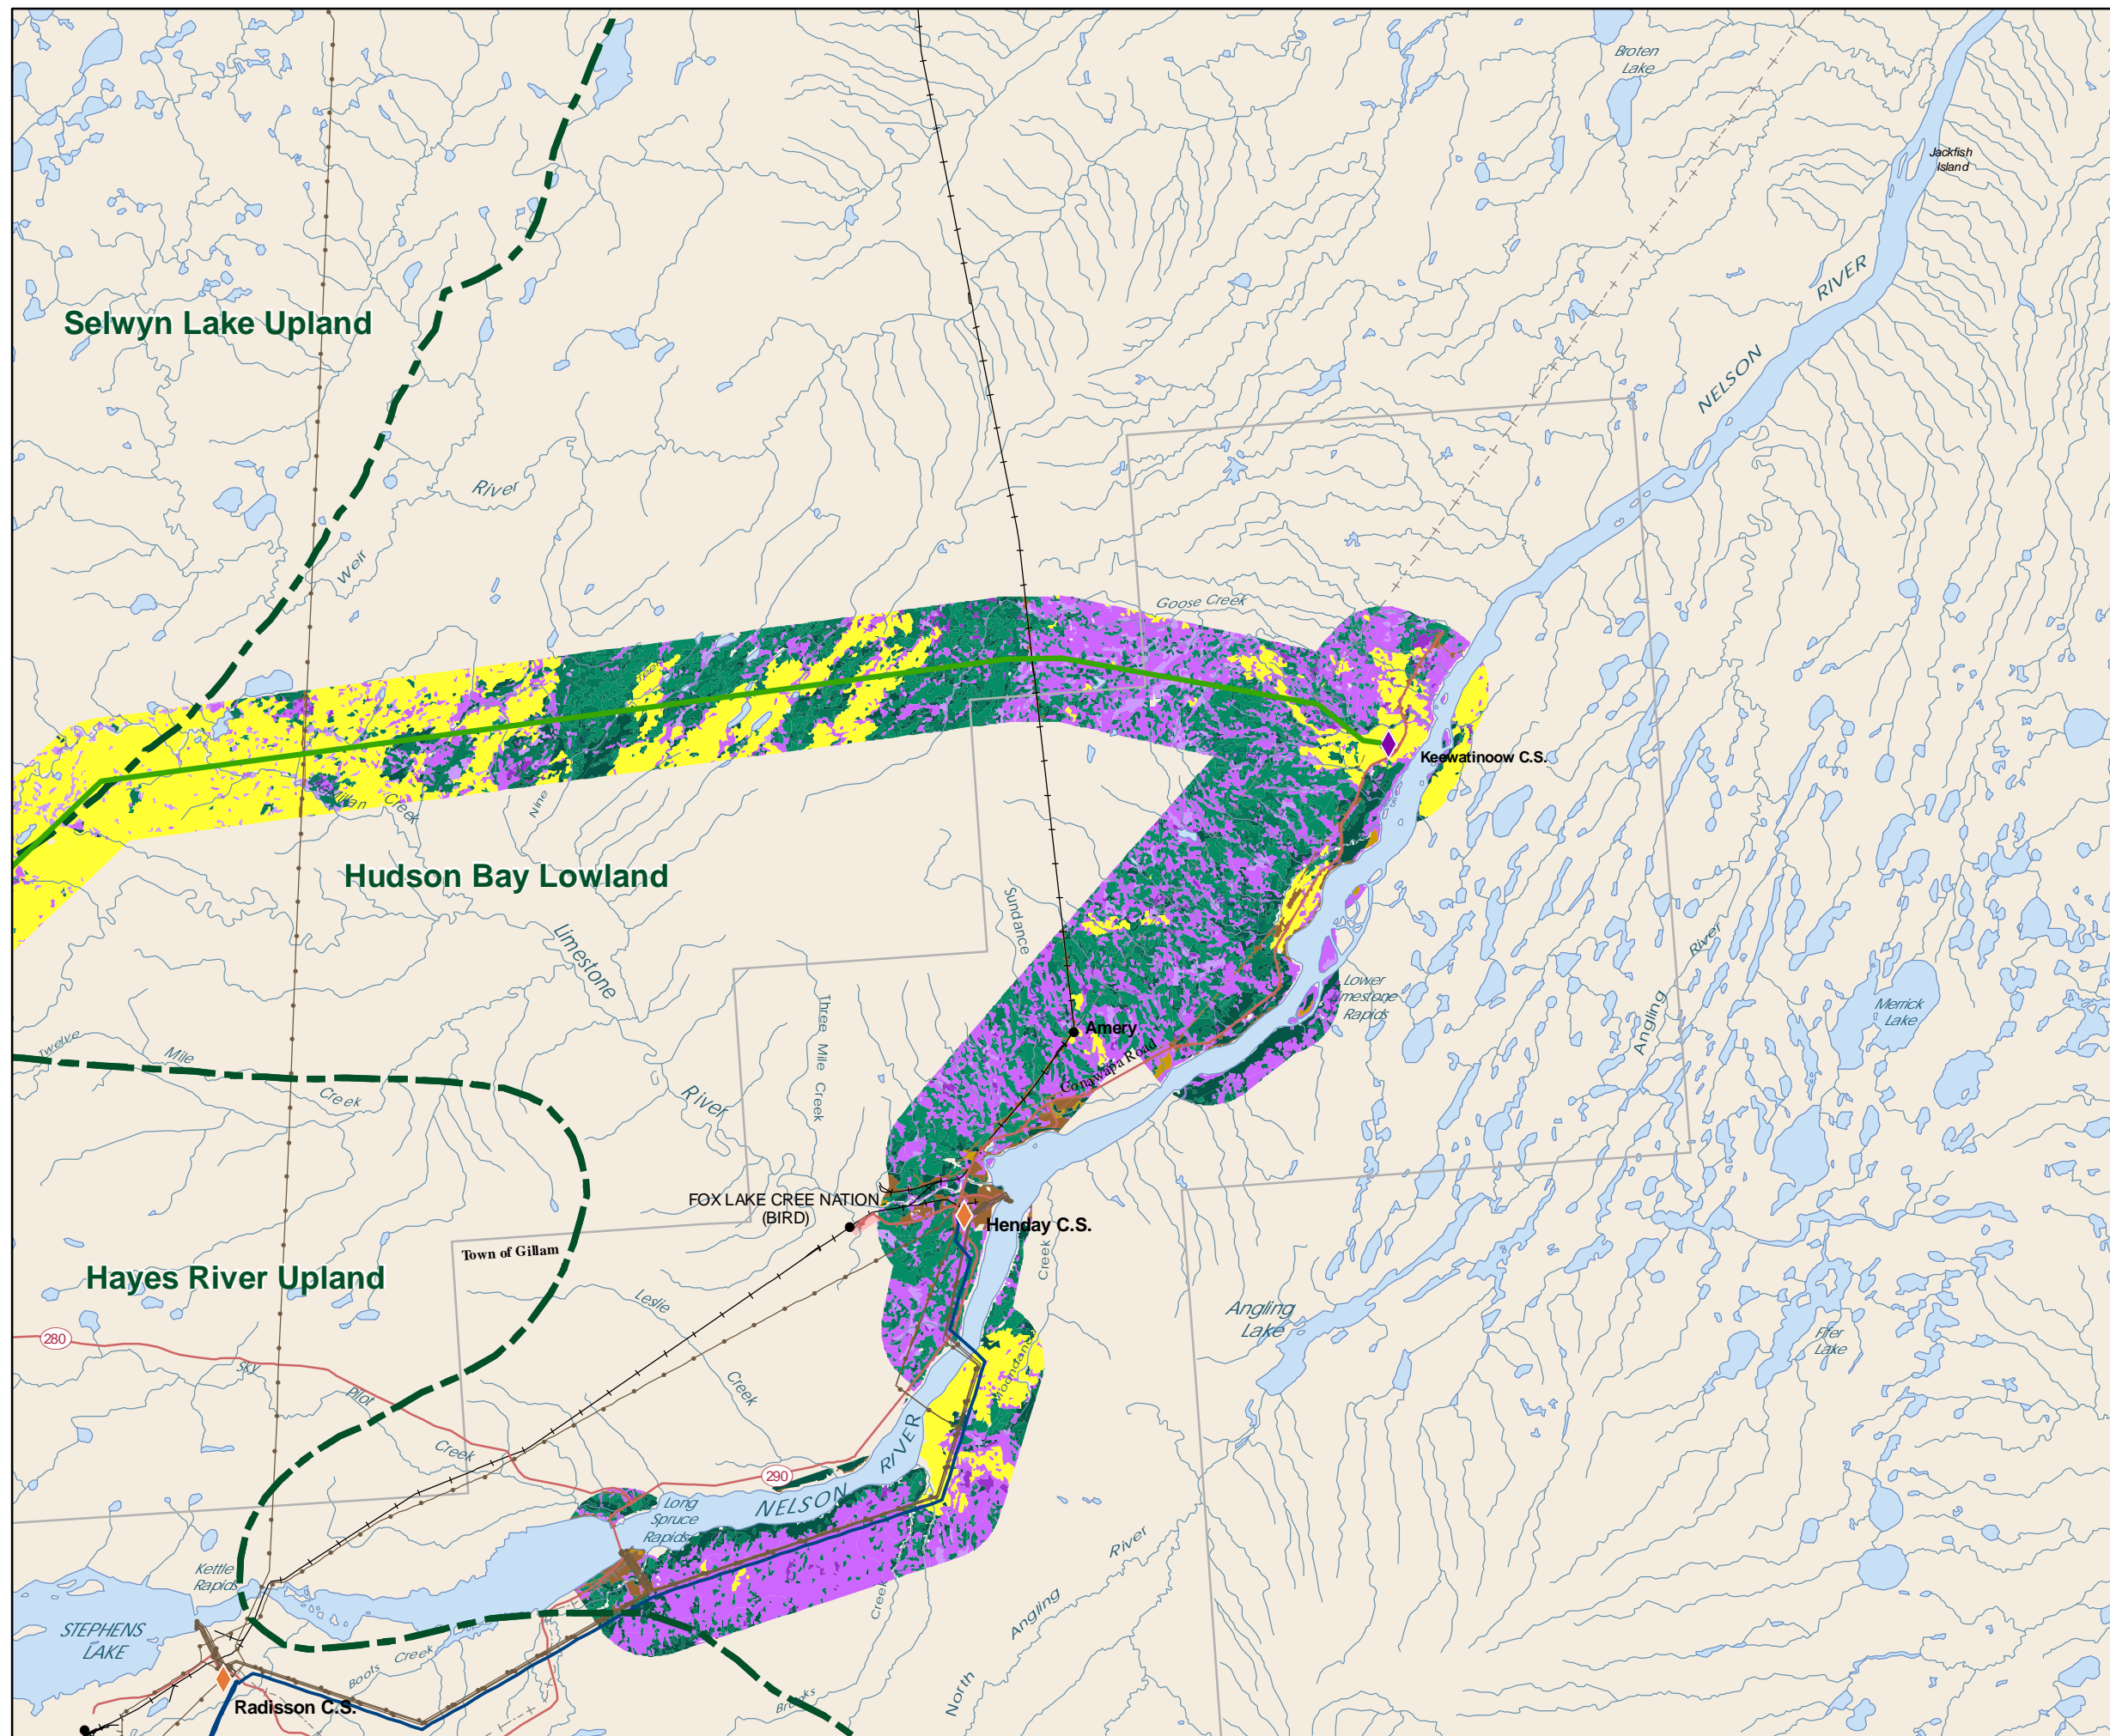 Broten
Lake
Jackfish
Island
RIVER
NELSON
Selwyn Lake Upland
River
Weir
Goose Creek
Keewatinoow C.S.
Creek
Nine
Hudson Bay Lowland
Limestone
Sundance
River
Angling
Lower
Limestone
Rapids
Merrick
Lake
Three Mile Creek
Amery
Conawapa Road
Twelve
Mile
Creek
River
FOX LAKE CREE NATION
(BIRD)
Henday C.S.
Town of Gillam
Creek
Hayes River Upland
Leslie
Creek
Angling
Lake
Fifer
Lake
280
Sky
Pilot
Creek
Moondance
290
RIVER
NELSON
Long
Spruce
Rapids
Kettle
Rapids
River
Angling
North
Creek
STEPHENS
LAKE
Boots
Creek
Brooks
Radisson C.S.